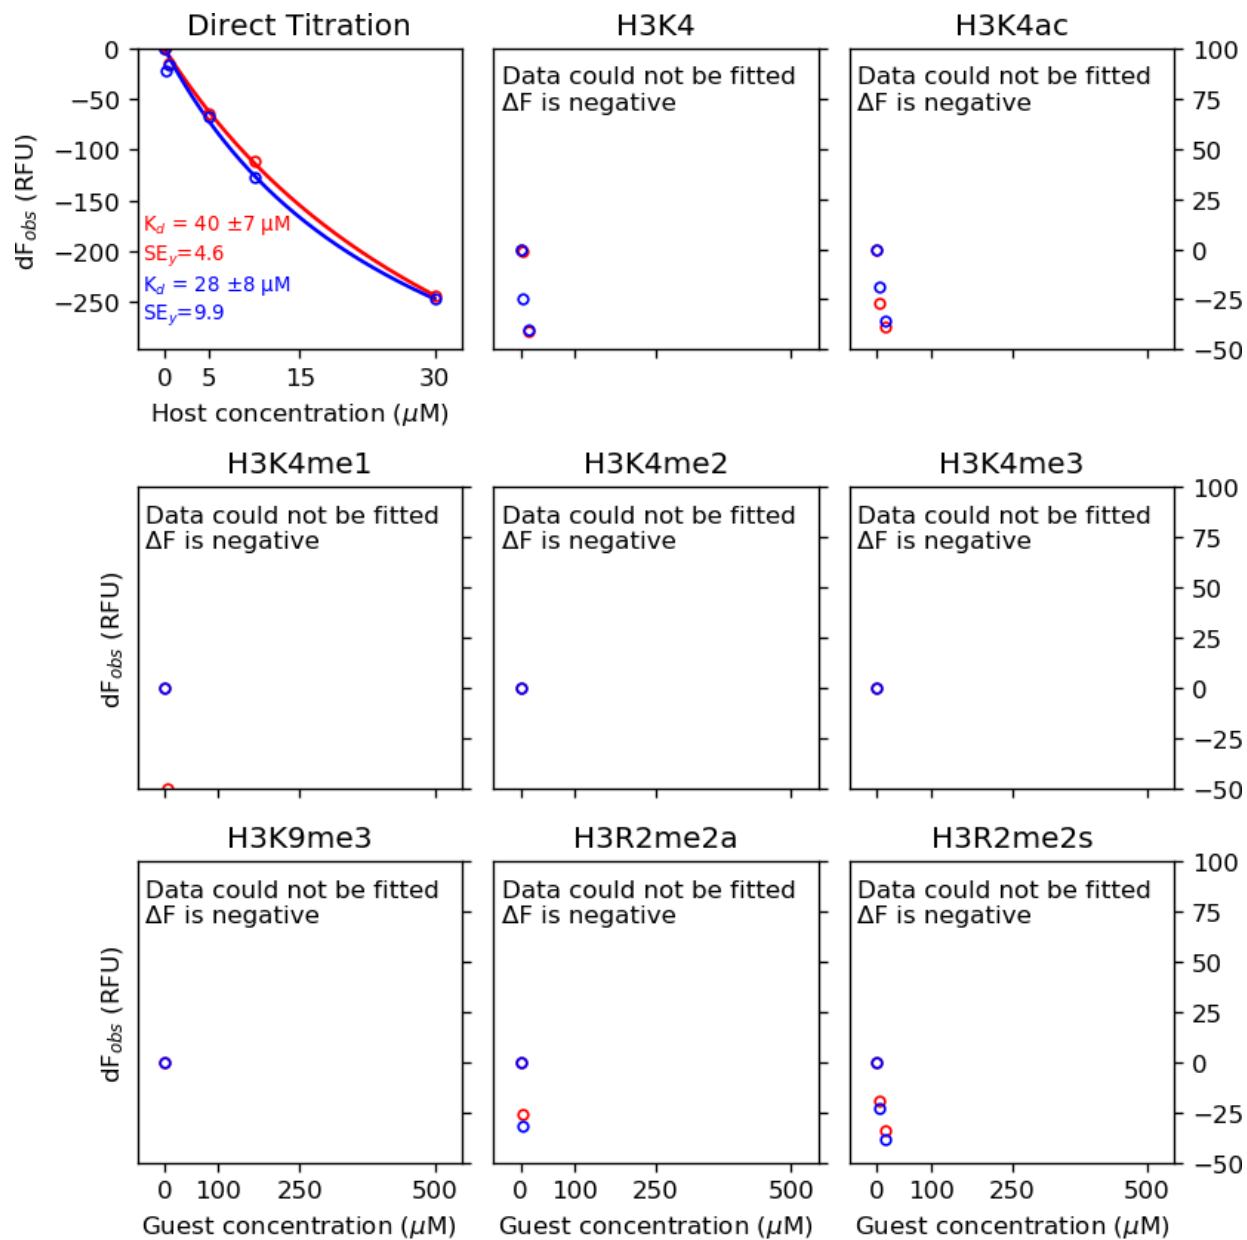 Direct Titration
H3K4
H3K4ac
0
−50
−100
−150
−200
−250
dF_obs (RFU)
K_d = 40 ±7 μM
SE_y=4.6
K_d = 28 ±8 μM
SE_y=9.9
0 5 15 30
Host concentration (μM)
Data could not be fitted
ΔF is negative
Data could not be fitted
ΔF is negative
100
75
50
25
0
−25
−50
H3K4me1
H3K4me2
H3K4me3
dF_obs (RFU)
Data could not be fitted
ΔF is negative
Data could not be fitted
ΔF is negative
Data could not be fitted
ΔF is negative
100
75
50
25
0
−25
−50
H3K9me3
H3R2me2a
H3R2me2s
dF_obs (RFU)
Data could not be fitted
ΔF is negative
Data could not be fitted
ΔF is negative
Data could not be fitted
ΔF is negative
100
75
50
25
0
−25
−50
0 100 250 500
0 100 250 500
0 100 250 500
Guest concentration (μM)
Guest concentration (μM)
Guest concentration (μM)